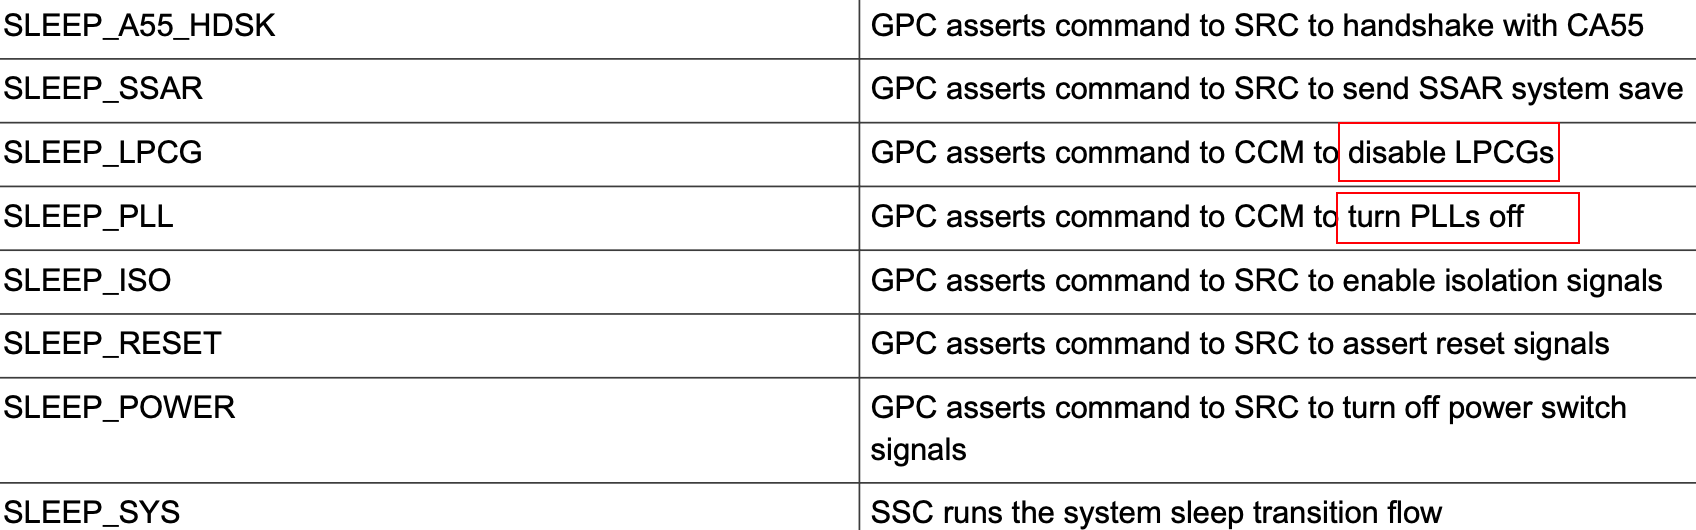 SLEEP_A55_HDSK GPC asserts command to SRC to handshake with CA55
SLEEP_SSAR GPC asserts command to SRC to send SSAR system save
SLEEP_LPCG GPC asserts command to CCM to disable LPCGs
SLEEP_PLL GPC asserts command to CCM to turn PLLs off
SLEEP_ISO GPC asserts command to SRC to enable isolation signals
SLEEP_RESET GPC asserts command to SRC to assert reset signals
SLEEP_POWER GPC asserts command to SRC to turn off power switch
signals
SLEEP_SYS SSC runs the system sleep transition flow